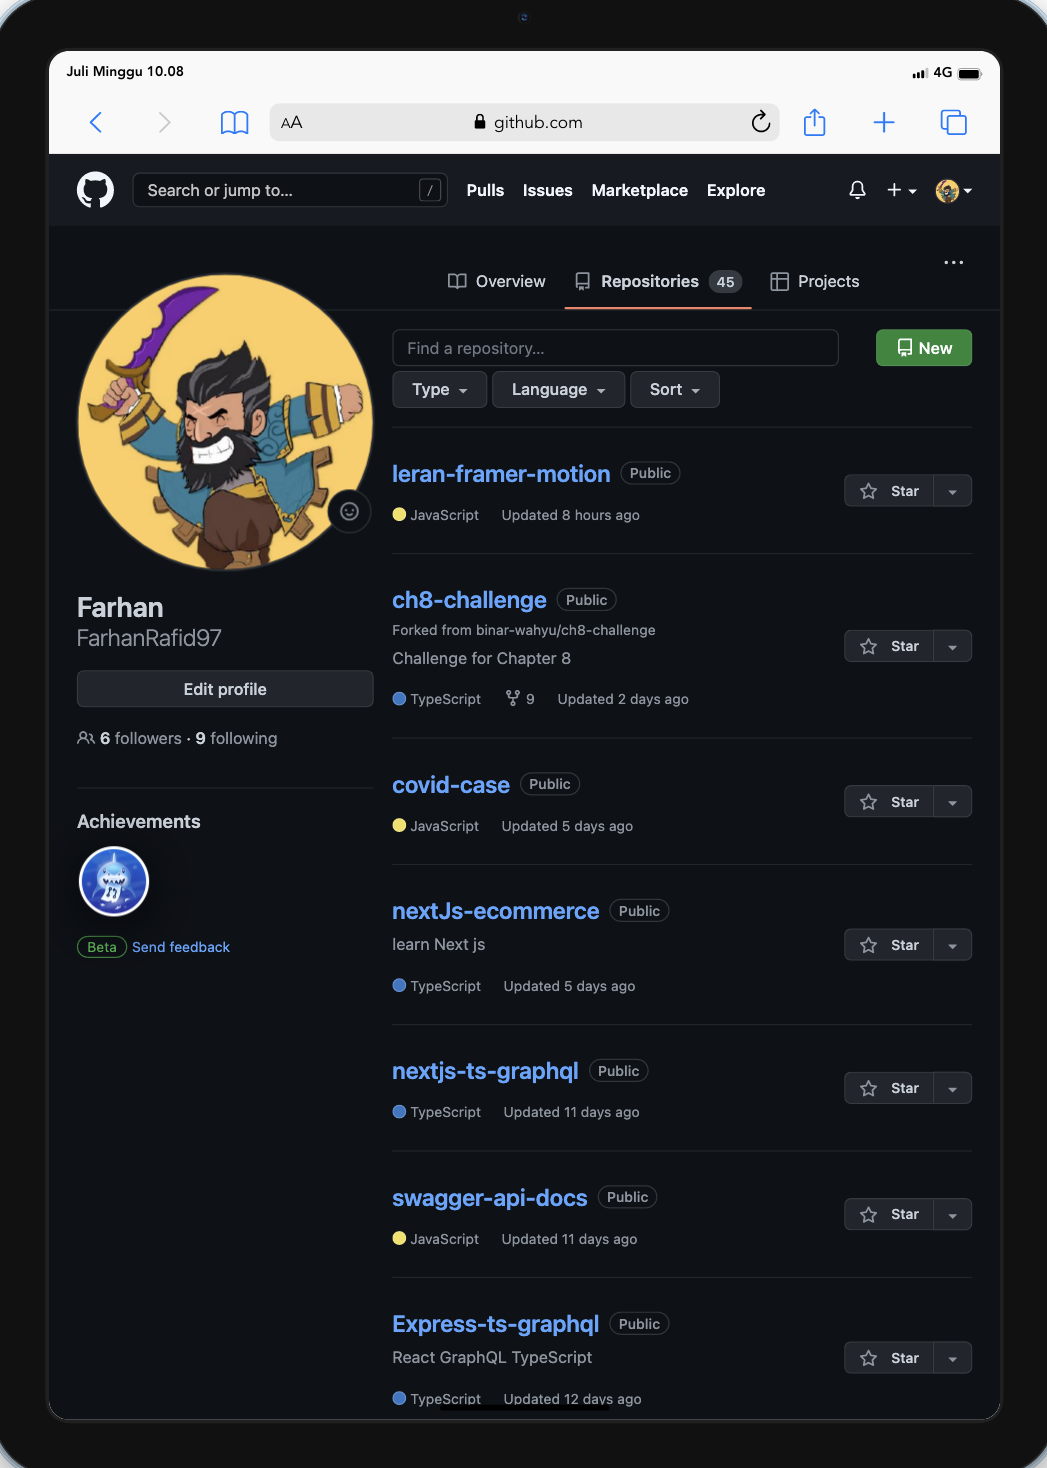 Juli Minggu 10.08
4G
AA
github.com
Search or jump to...
/
Pulls
Issues
Marketplace
Explore
Overview
Repositories 45
Projects
Find a repository...
New
Type
Language
Sort
Farhan
FarhanRafid97
Edit profile
6 followers · 9 following
Achievements
Beta Send feedback
leran-framer-motion Public
Star
JavaScript Updated 8 hours ago
ch8-challenge Public
Forked from binar-wahyu/ch8-challenge
Challenge for Chapter 8
Star
TypeScript 9 Updated 2 days ago
covid-case Public
Star
JavaScript Updated 5 days ago
nextJs-ecommerce Public
learn Next js
Star
TypeScript Updated 5 days ago
nextjs-ts-graphql Public
Star
TypeScript Updated 11 days ago
swagger-api-docs Public
Star
JavaScript Updated 11 days ago
Express-ts-graphql Public
React GraphQL TypeScript
Star
TypeScript Updated 12 days ago